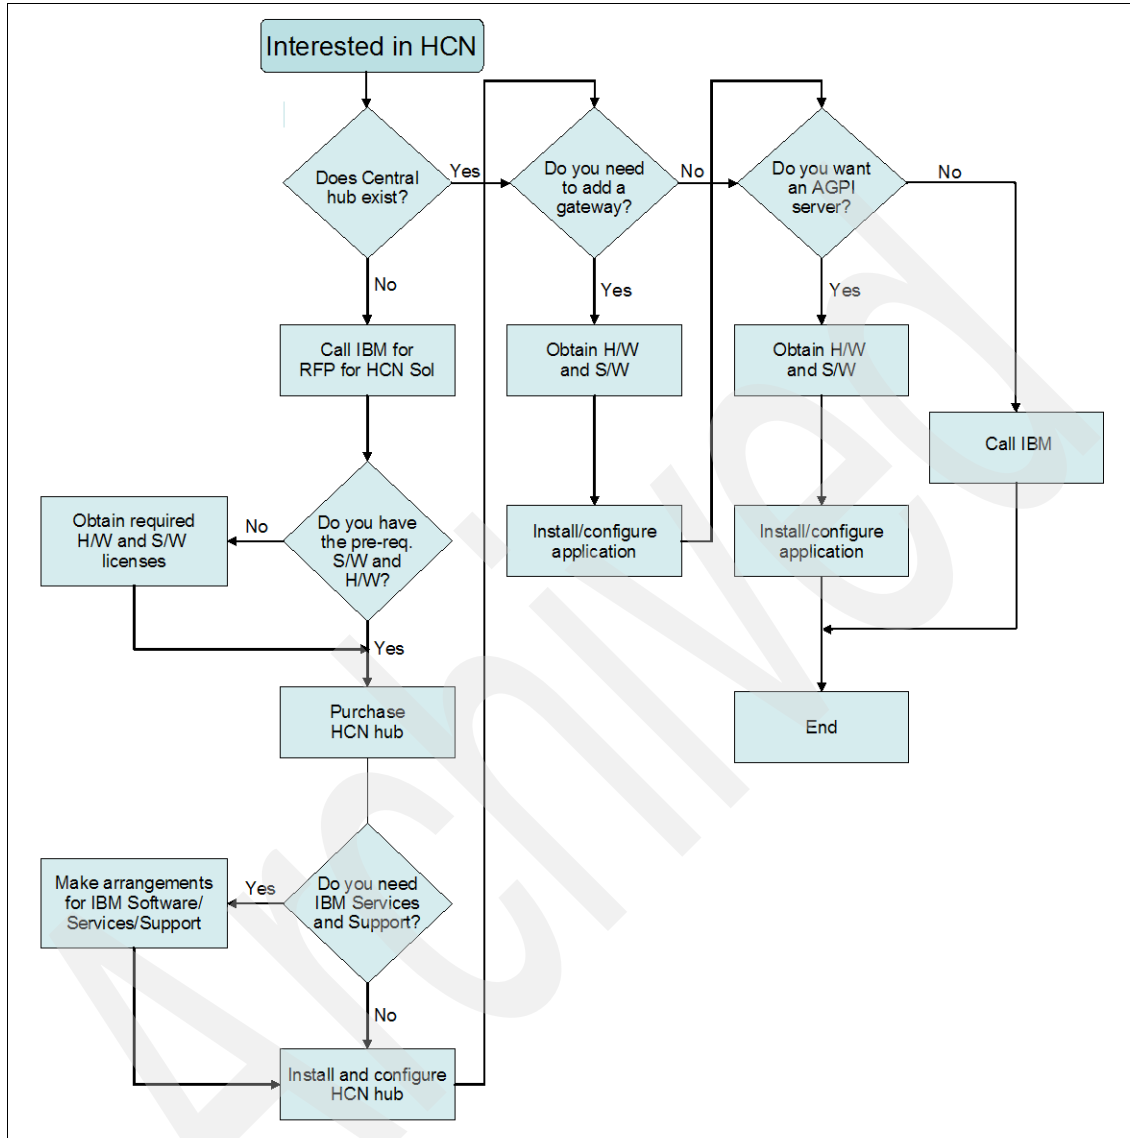 Interested in HCN
Does Central
hub exist?
Yes
No
Do you need
to add a
gateway?
No
Yes
Do you want
an AGPI
server?
No
Yes
Call IBM for
RFP for HCN Sol
Obtain H/W
and S/W
Obtain H/W
and S/W
Call IBM
Do you have
the pre-req.
S/W and
H/W?
No
Yes
Obtain required
H/W and S/W
licenses
Install/configure
application
Install/configure
application
Purchase
HCN hub
End
Do you need
IBM Services
and Support?
Yes
No
Make arrangements
for IBM Software/
Services/Support
Install and configure
HCN hub
Archived